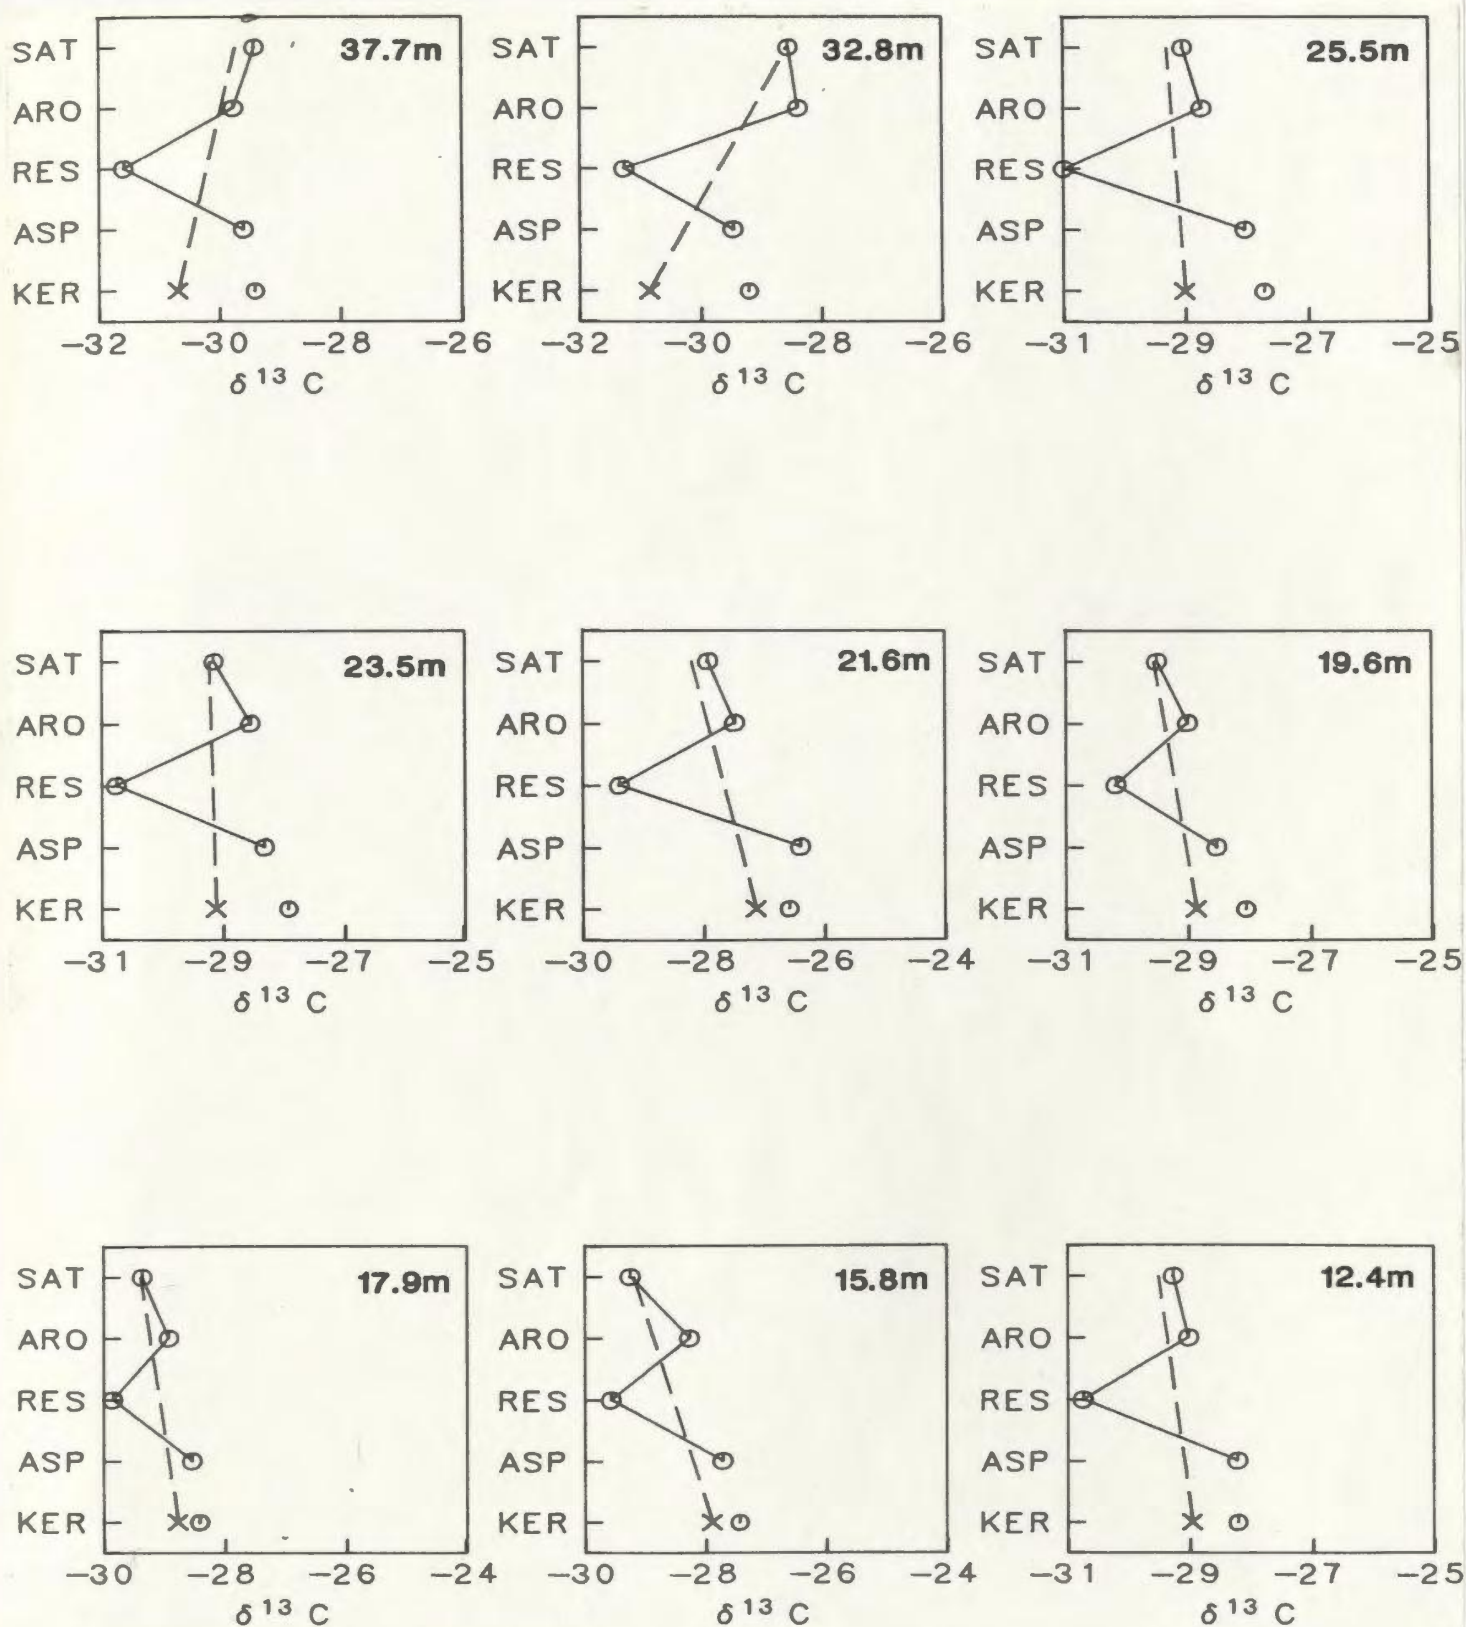 SAT 37.7m SAT 32.8m SAT 25.5m
ARO ARO ARO
RES RES RES
ASP ASP ASP
KER KER KER
−32 −30 −28 −26 −32 −30 −28 −26 −31 −29 −27 −25
δ 13 C δ 13 C δ 13 C
SAT 23.5m SAT 21.6m SAT 19.6m
ARO ARO ARO
RES RES RES
ASP ASP ASP
KER KER KER
−31 −29 −27 −25 −30 −28 −26 −24 −31 −29 −27 −25
δ 13 C δ 13 C δ 13 C
SAT 17.9m SAT 15.8m SAT 12.4m
ARO ARO ARO
RES RES RES
ASP ASP ASP
KER KER KER
−30 −28 −26 −24 −30 −28 −26 −24 −31 −29 −27 −25
δ 13 C δ 13 C δ 13 C